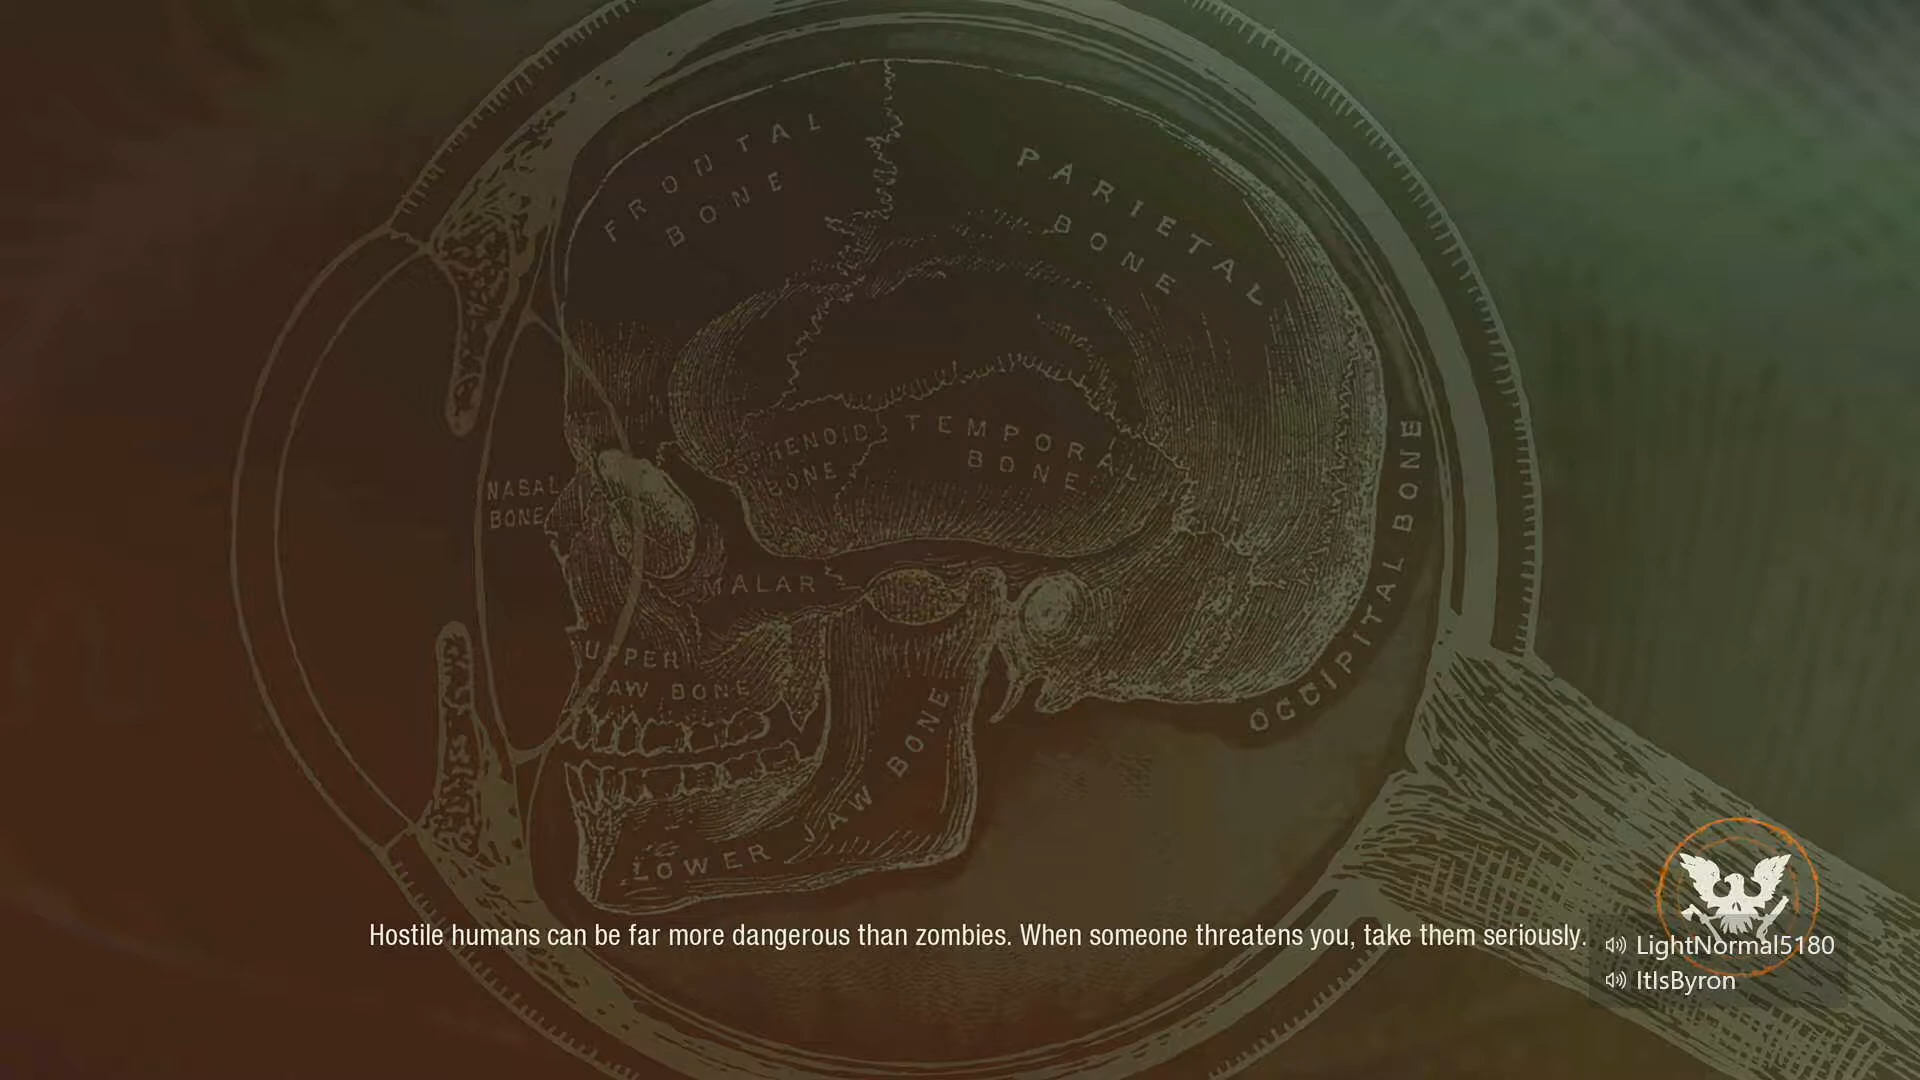 FRONTAL
BONE
PARIETAL
BONE
SPHENOID
BONE
TEMPORAL
BONE
NASAL
BONE
MALAR
UPPER
JAW BONE
LOWER JAW BONE
OCCIPITAL BONE
Hostile humans can be far more dangerous than zombies. When someone threatens you, take them seriously.
LightNormal5180
ItIsByron